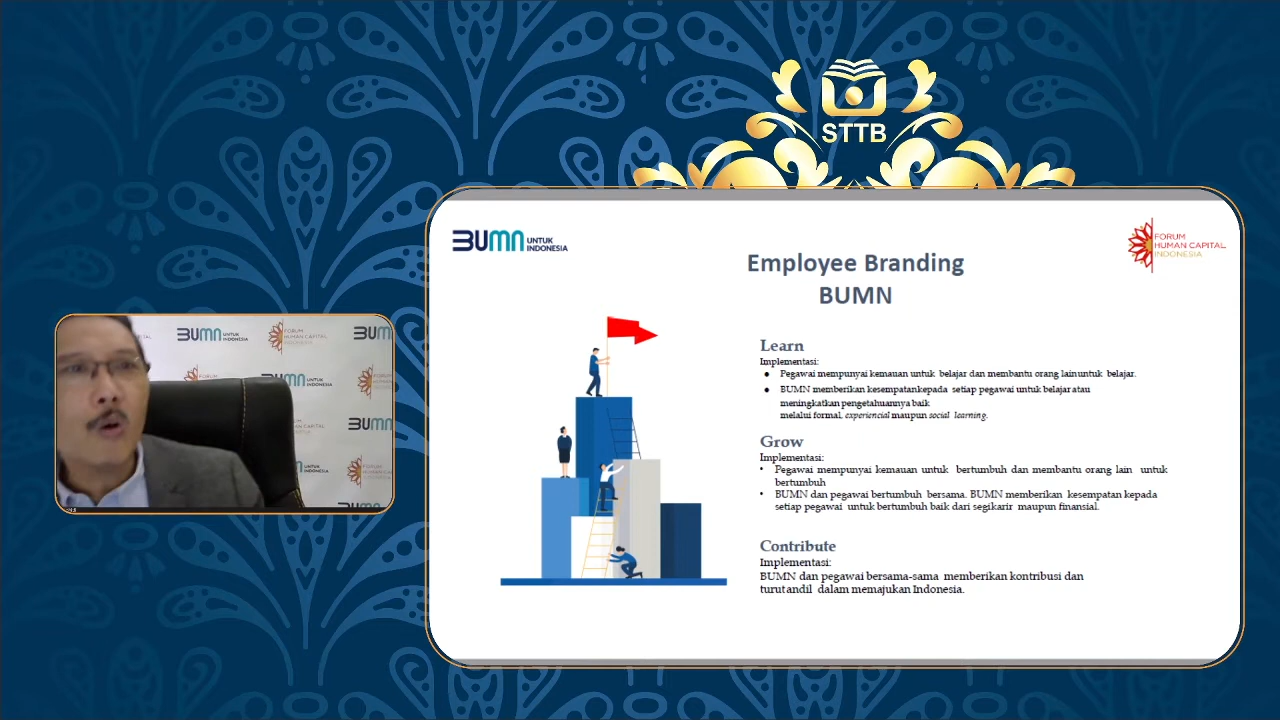 STTB
BUMN UNTUK INDONESIA
FORUM HUMAN CAPITAL INDONESIA
Employee Branding
BUMN
Learn
Implementasi:
• Pegawai mempunyai kemauan untuk belajar dan membantu orang lainuntuk belajar.
• BUMN memberikan kesempatankepada setiap pegawai untuk belajar atau
meningkatkan pengetahuannya baik
melalui formal, experiencial maupun social learning.
Grow
Implementasi:
• Pegawai mempunyai kemauan untuk bertumbuh dan membantu orang lain untuk
bertumbuh
• BUMN dan pegawai bertumbuh bersama. BUMN memberikan kesempatan kepada
setiap pegawai untuk bertumbuh baik dari segikarir maupun finansial.
Contribute
Implementasi:
BUMN dan pegawai bersama-sama memberikan kontribusi dan
turut andil dalam memajukan Indonesia.
BUMN UNTUK INDONESIA
FORUM HUMAN CAPITAL INDONESIA
BUMN